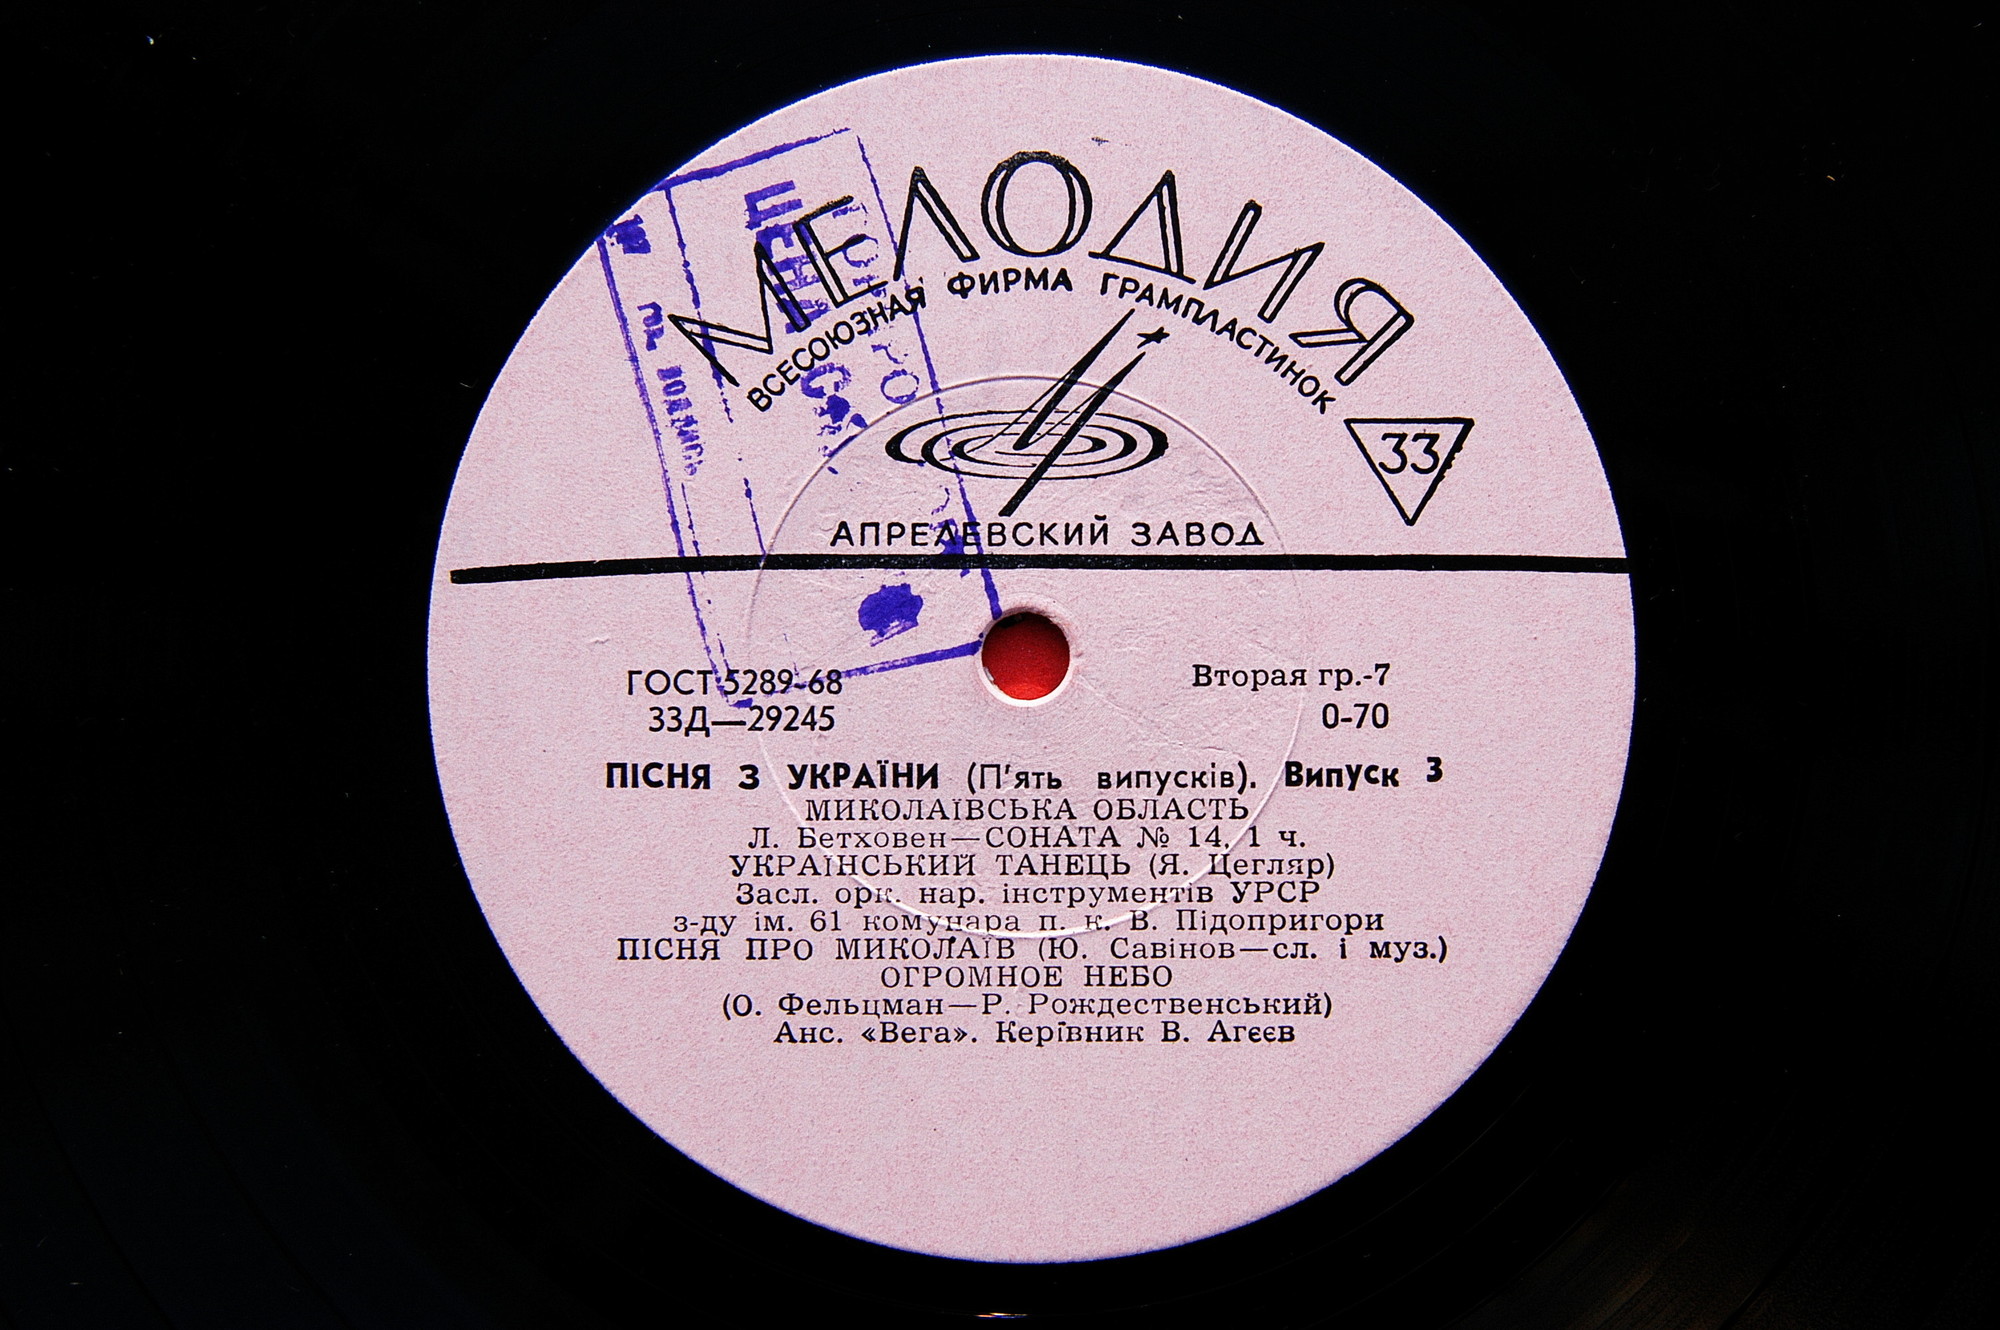 МЕЛОДИЯ
ВСЕСОЮЗНАЯ ФИРМА ГРАМПЛАСТИНОК
33
АПРЕЛЕВСКИЙ ЗАВОД
ЦЕНА
ГОСТ 5289-68
Вторая гр.-7
33Д—29245
0-70
ПІСНЯ З УКРАЇНИ (П'ять випусків). Випуск 3
МИКОЛАЇВСЬКА ОБЛАСТЬ
Л. Бетховен—СОНАТА № 14, 1 ч.
УКРАЇНСЬКИЙ ТАНЕЦЬ (Я. Цегляр)
Засл. орк. нар. інструментів УРСР
з-ду ім. 61 комунара п. к. В. Підопригори
ПІСНЯ ПРО МИКОЛАЇВ (Ю. Савінов—сл. і муз.)
ОГРОМНОЕ НЕБО
(О. Фельцман—Р. Рождественський)
Анс. «Вега». Керівник В. Агєєв